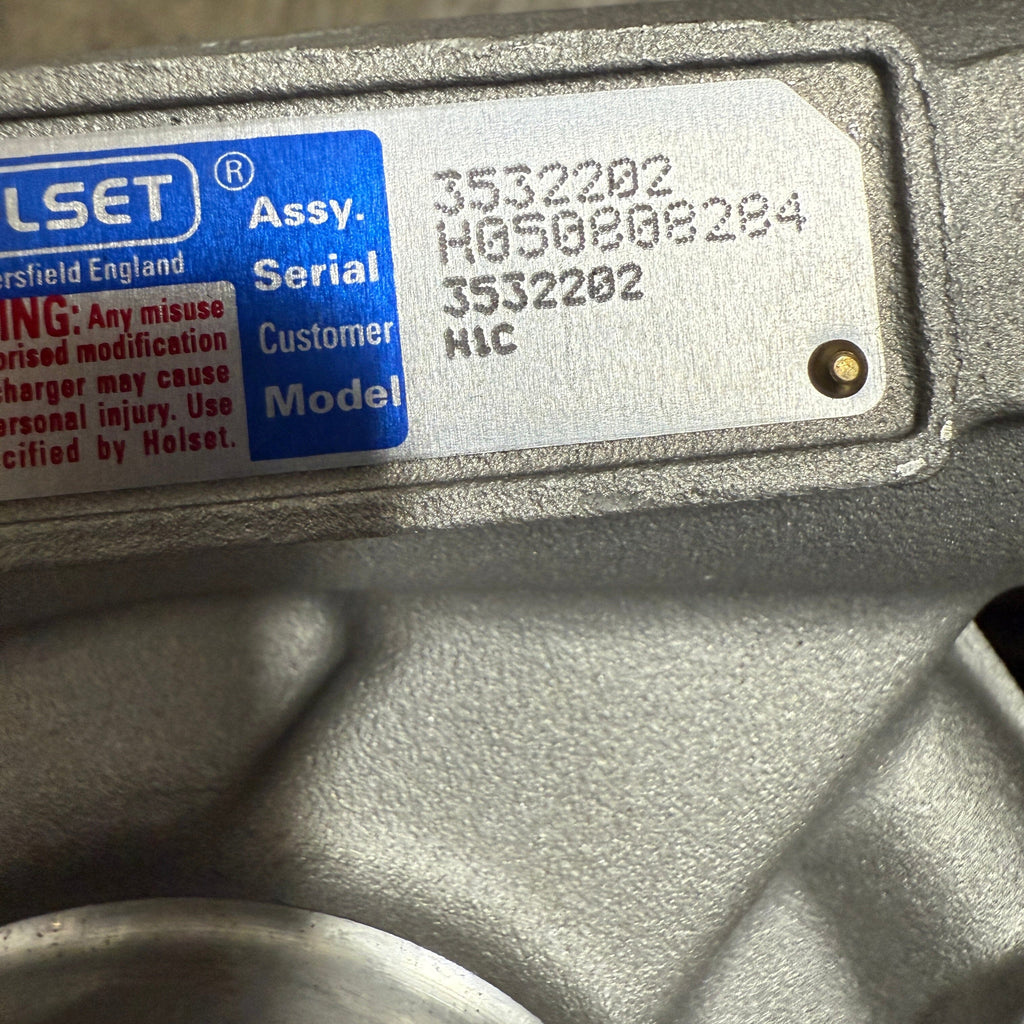 LSET ®
ersfield England
ING: Any misuse
orised modification
charger may cause
ersonal injury. Use
cified by Holset.
Assy. 3532202
Serial H050808284
Customer 3532202
Model H1C